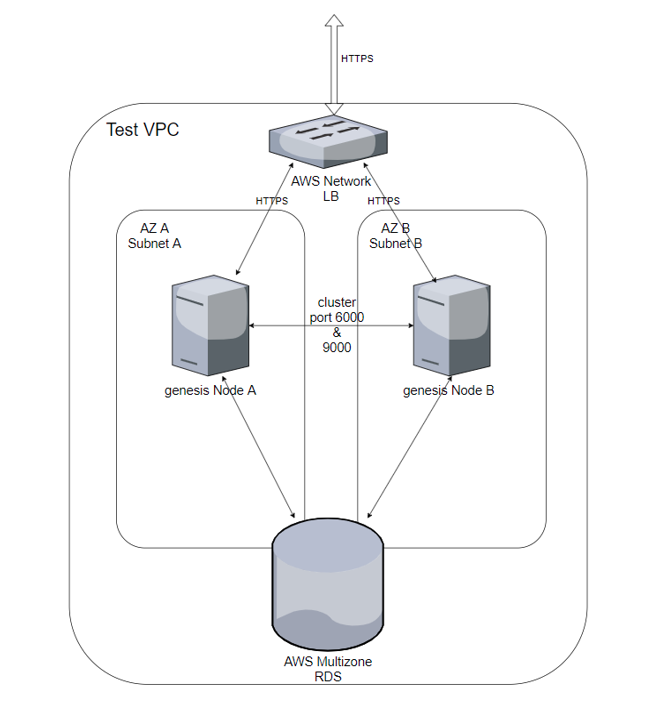 HTTPS
Test VPC
AWS Network
LB
HTTPS
HTTPS
AZ A
Subnet A
AZ B
Subnet B
cluster
port 6000
&
9000
genesis Node A
genesis Node B
AWS Multizone
RDS